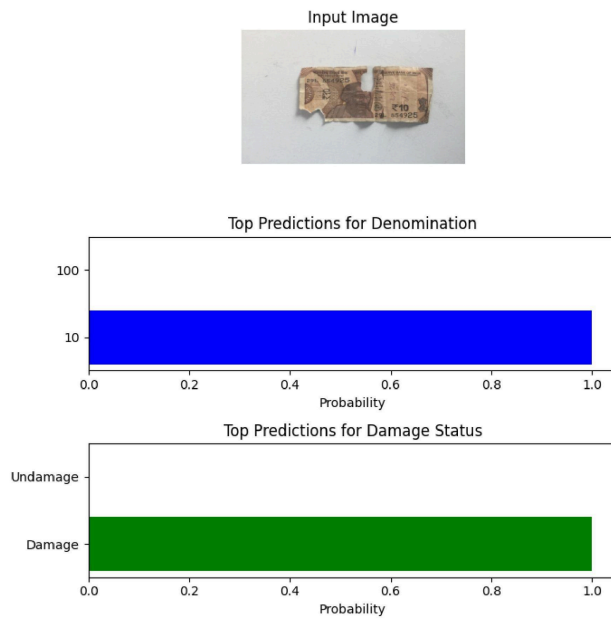 Input Image
₹10
Top Predictions for Denomination
100
10
0.0 0.2 0.4 0.6 0.8 1.0
Probability
Top Predictions for Damage Status
Undamage
Damage
0.0 0.2 0.4 0.6 0.8 1.0
Probability